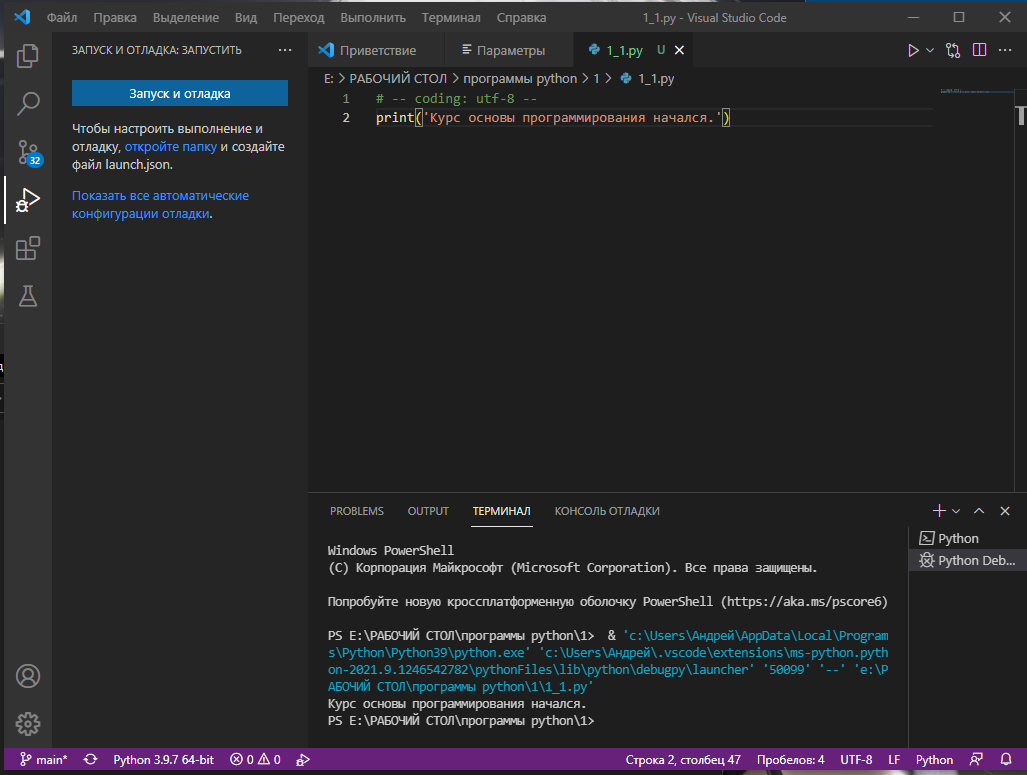 Файл Правка Выделение Вид Переход Выполнить Терминал Справка 1_1.py - Visual Studio Code
ЗАПУСК И ОТЛАДКА: ЗАПУСТИТЬ ···
Запуск и отладка
Чтобы настроить выполнение и
отладку, откройте папку и создайте
файл launch.json.
Показать все автоматические
конфигурации отладки.
32
Приветствие Параметры 1_1.py U
E: > РАБОЧИЙ СТОЛ > программы python > 1 > 1_1.py
1 # -- coding: utf-8 --
2 print('Курс основы программирования начался.')
PROBLEMS OUTPUT ТЕРМИНАЛ КОНСОЛЬ ОТЛАДКИ
Python
Python Deb...
Windows PowerShell
(C) Корпорация Майкрософт (Microsoft Corporation). Все права защищены.
Попробуйте новую кроссплатформенную оболочку PowerShell (https://aka.ms/pscore6)
PS E:\РАБОЧИЙ СТОЛ\программы python\1>  & 'c:\Users\Андрей\AppData\Local\Program
s\Python\Python39\python.exe' 'c:\Users\Андрей\.vscode\extensions\ms-python.pyth
on-2021.9.1246542782\pythonFiles\lib\python\debugpy\launcher' '50099' '--' 'e:\Р
АБОЧИЙ СТОЛ\программы python\1\1_1.py'
Курс основы программирования начался.
PS E:\РАБОЧИЙ СТОЛ\программы python\1>
main* Python 3.9.7 64-bit 0 0 Строка 2, столбец 47 Пробелов: 4 UTF-8 LF Python